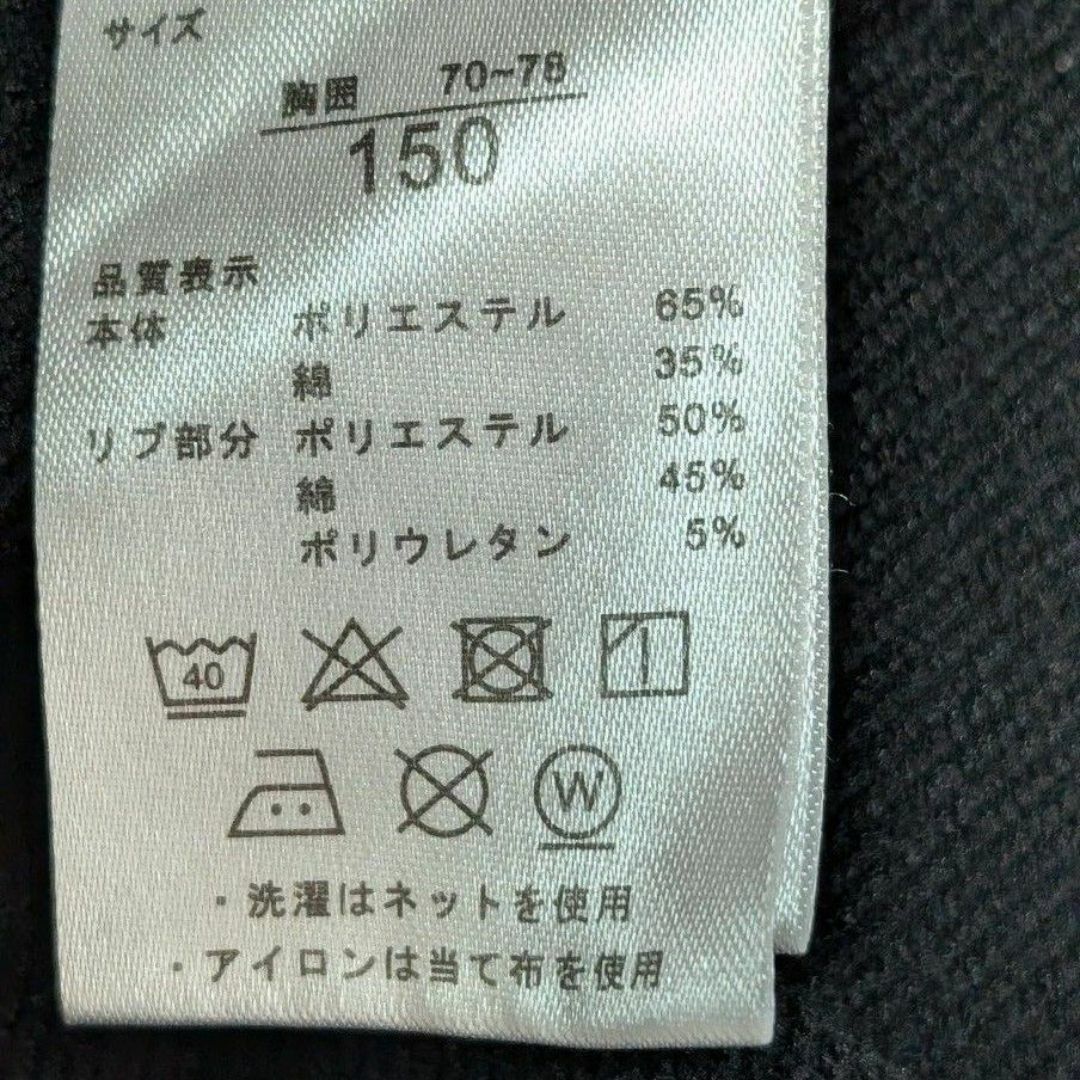 サイズ
胸囲 70~78
150
品質表示
本体 ポリエステル 65%
綿 35%
リブ部分 ポリエステル 50%
綿 45%
ポリウレタン 5%
40
W
・洗濯はネットを使用
・アイロンは当て布を使用